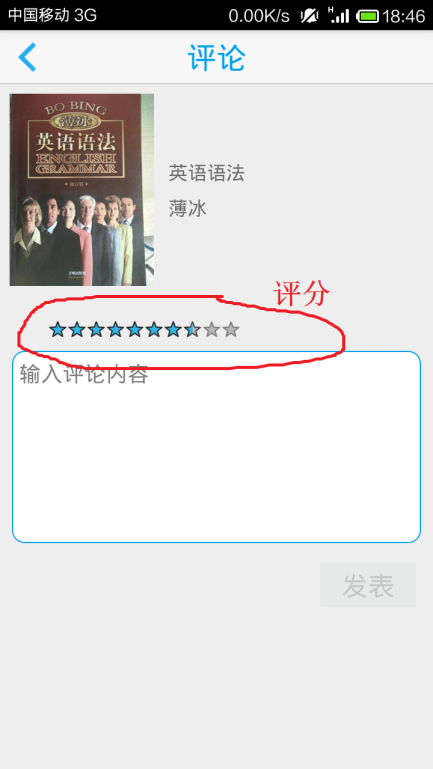 中国移动 3G
0.00K/s
H
18:46
评论
BO BING
薄冰
英语语法
ENGLISH
GRAMMAR
英语语法
薄冰
评分
输入评论内容
发表